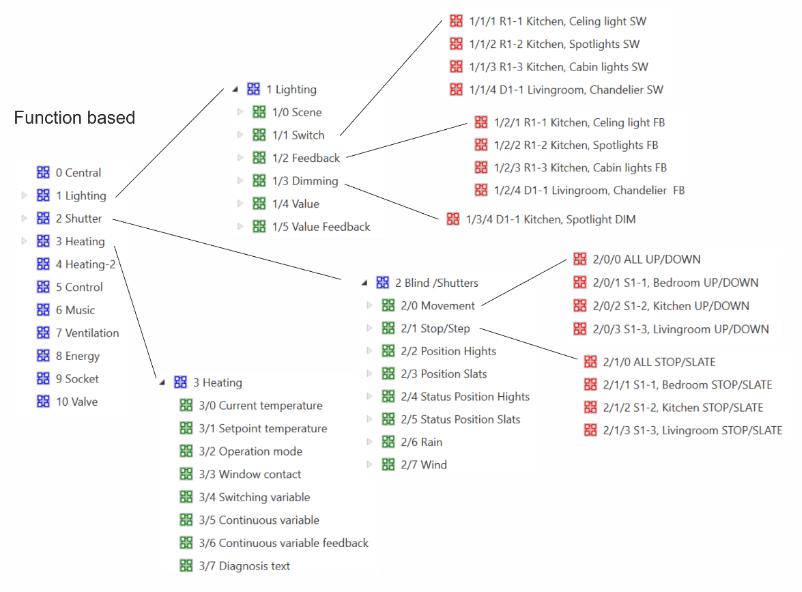 Function based
0 Central
1 Lighting
2 Shutter
3 Heating
4 Heating-2
5 Control
6 Music
7 Ventilation
8 Energy
9 Socket
10 Valve
1 Lighting
1/0 Scene
1/1 Switch
1/2 Feedback
1/3 Dimming
1/4 Value
1/5 Value Feedback
1/1/1 R1-1 Kitchen, Celing light SW
1/1/2 R1-2 Kitchen, Spotlights SW
1/1/3 R1-3 Kitchen, Cabin lights SW
1/1/4 D1-1 Livingroom, Chandelier SW
1/2/1 R1-1 Kitchen, Celing light FB
1/2/2 R1-2 Kitchen, Spotlights FB
1/2/3 R1-3 Kitchen, Cabin lights FB
1/2/4 D1-1 Livingroom, Chandelier FB
1/3/4 D1-1 Kitchen, Spotlight DIM
2 Blind /Shutters
2/0 Movement
2/1 Stop/Step
2/2 Position Hights
2/3 Position Slats
2/4 Status Position Hights
2/5 Status Position Slats
2/6 Rain
2/7 Wind
2/0/0 ALL UP/DOWN
2/0/1 S1-1, Bedroom UP/DOWN
2/0/2 S1-2, Kitchen UP/DOWN
2/0/3 S1-3, Livingroom UP/DOWN
2/1/0 ALL STOP/SLATE
2/1/1 S1-1, Bedroom STOP/SLATE
2/1/2 S1-2, Kitchen STOP/SLATE
2/1/3 S1-3, Livingroom STOP/SLATE
3 Heating
3/0 Current temperature
3/1 Setpoint temperature
3/2 Operation mode
3/3 Window contact
3/4 Switching variable
3/5 Continuous variable
3/6 Continuous variable feedback
3/7 Diagnosis text